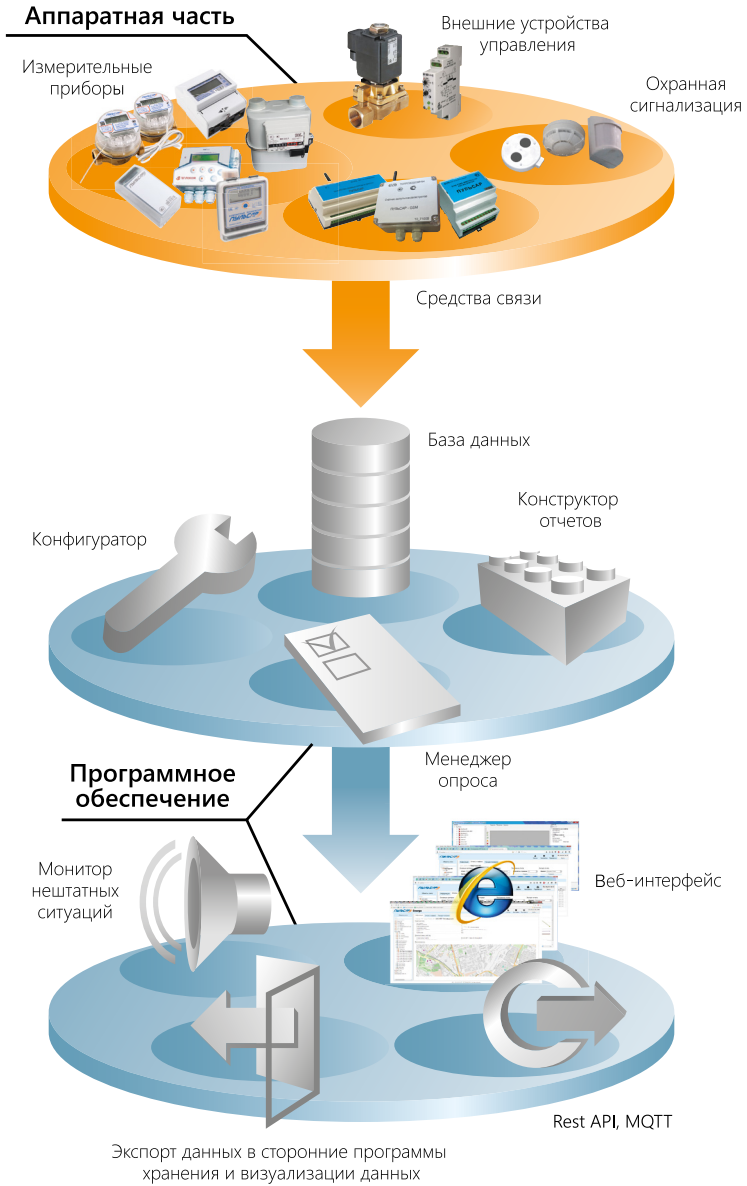 Аппаратная часть
Внешние устройства
управления
Измерительные
приборы
Охранная
сигнализация
ПУЛЬСАР
Средства связи
База данных
Конструктор
отчетов
Конфигуратор
Менеджер
опроса
Программное
обеспечение
Монитор
нештатных
ситуаций
Веб-интерфейс
Rest API, MQTT
Экспорт данных в сторонние программы
хранения и визуализации данных